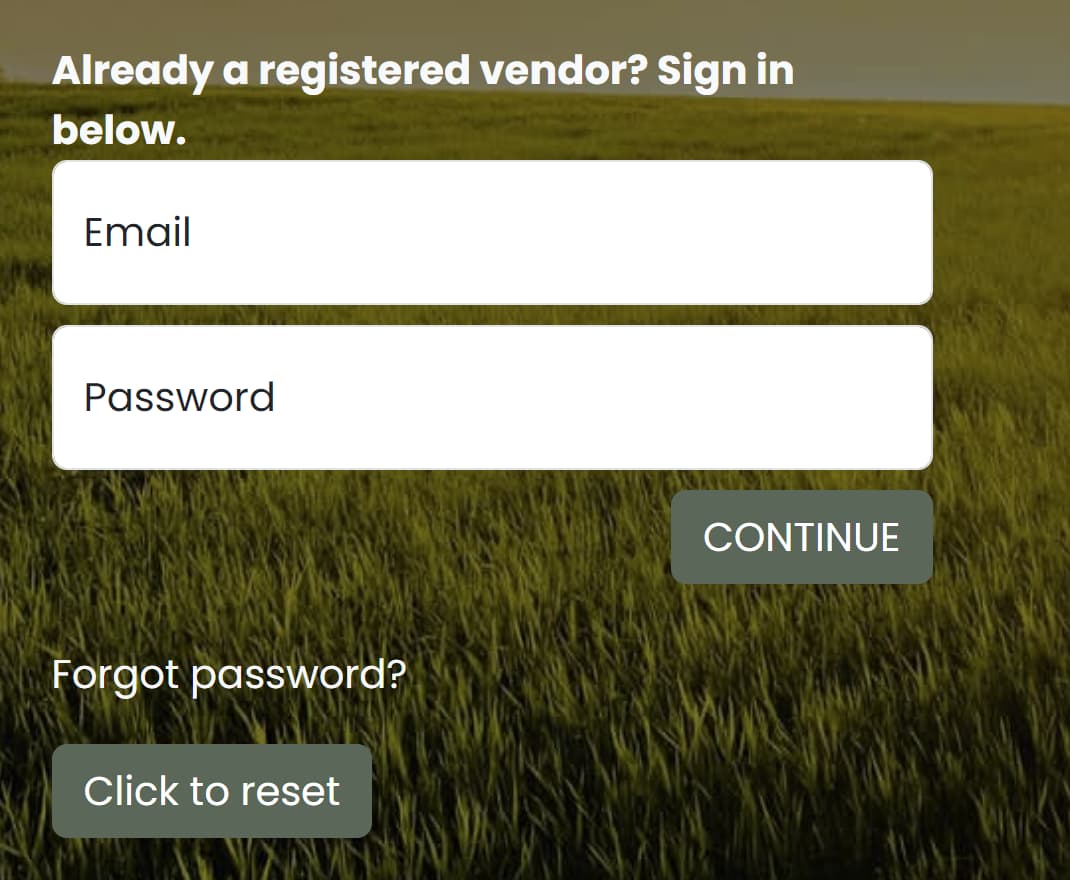 Already a registered vendor? Sign in
below.
Email
Password
CONTINUE
Forgot password?
Click to reset